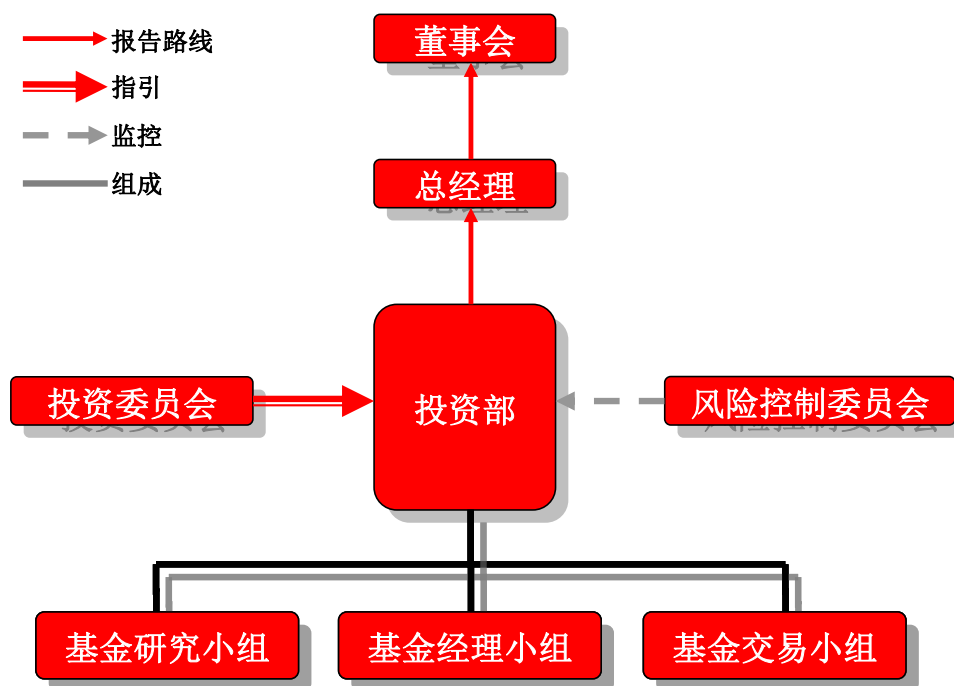 报告路线
指引
监控
组成
董事会
总经理
投资委员会
投资部
风险控制委员会
基金研究小组
基金经理小组
基金交易小组